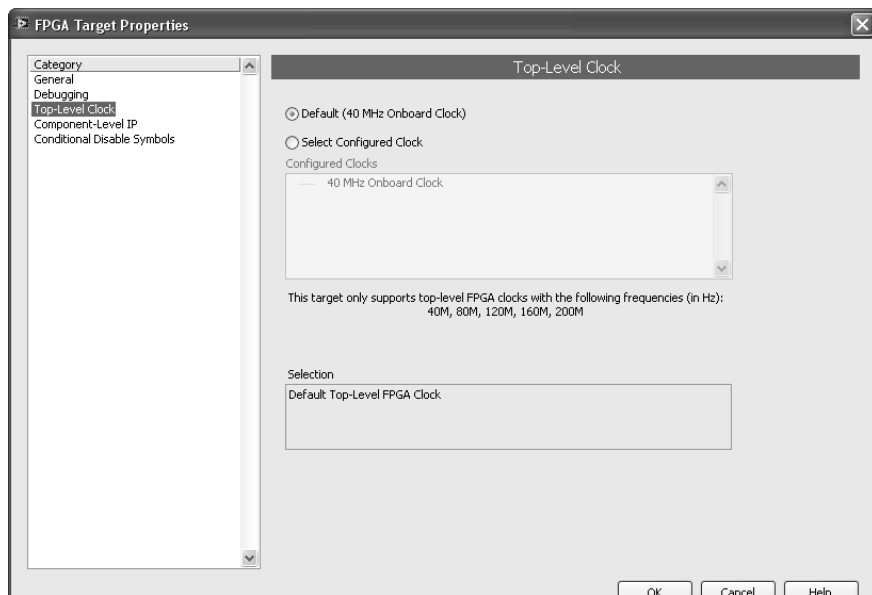 FPGA Target Properties
Category
General
Debugging
Top-Level Clock
Component-Level IP
Conditional Disable Symbols
Top-Level Clock
Default (40 MHz Onboard Clock)
Select Configured Clock
Configured Clocks
40 MHz Onboard Clock
This target only supports top-level FPGA clocks with the following frequencies (in Hz):
40M, 80M, 120M, 160M, 200M
Selection
Default Top-Level FPGA Clock
OK Cancel Help